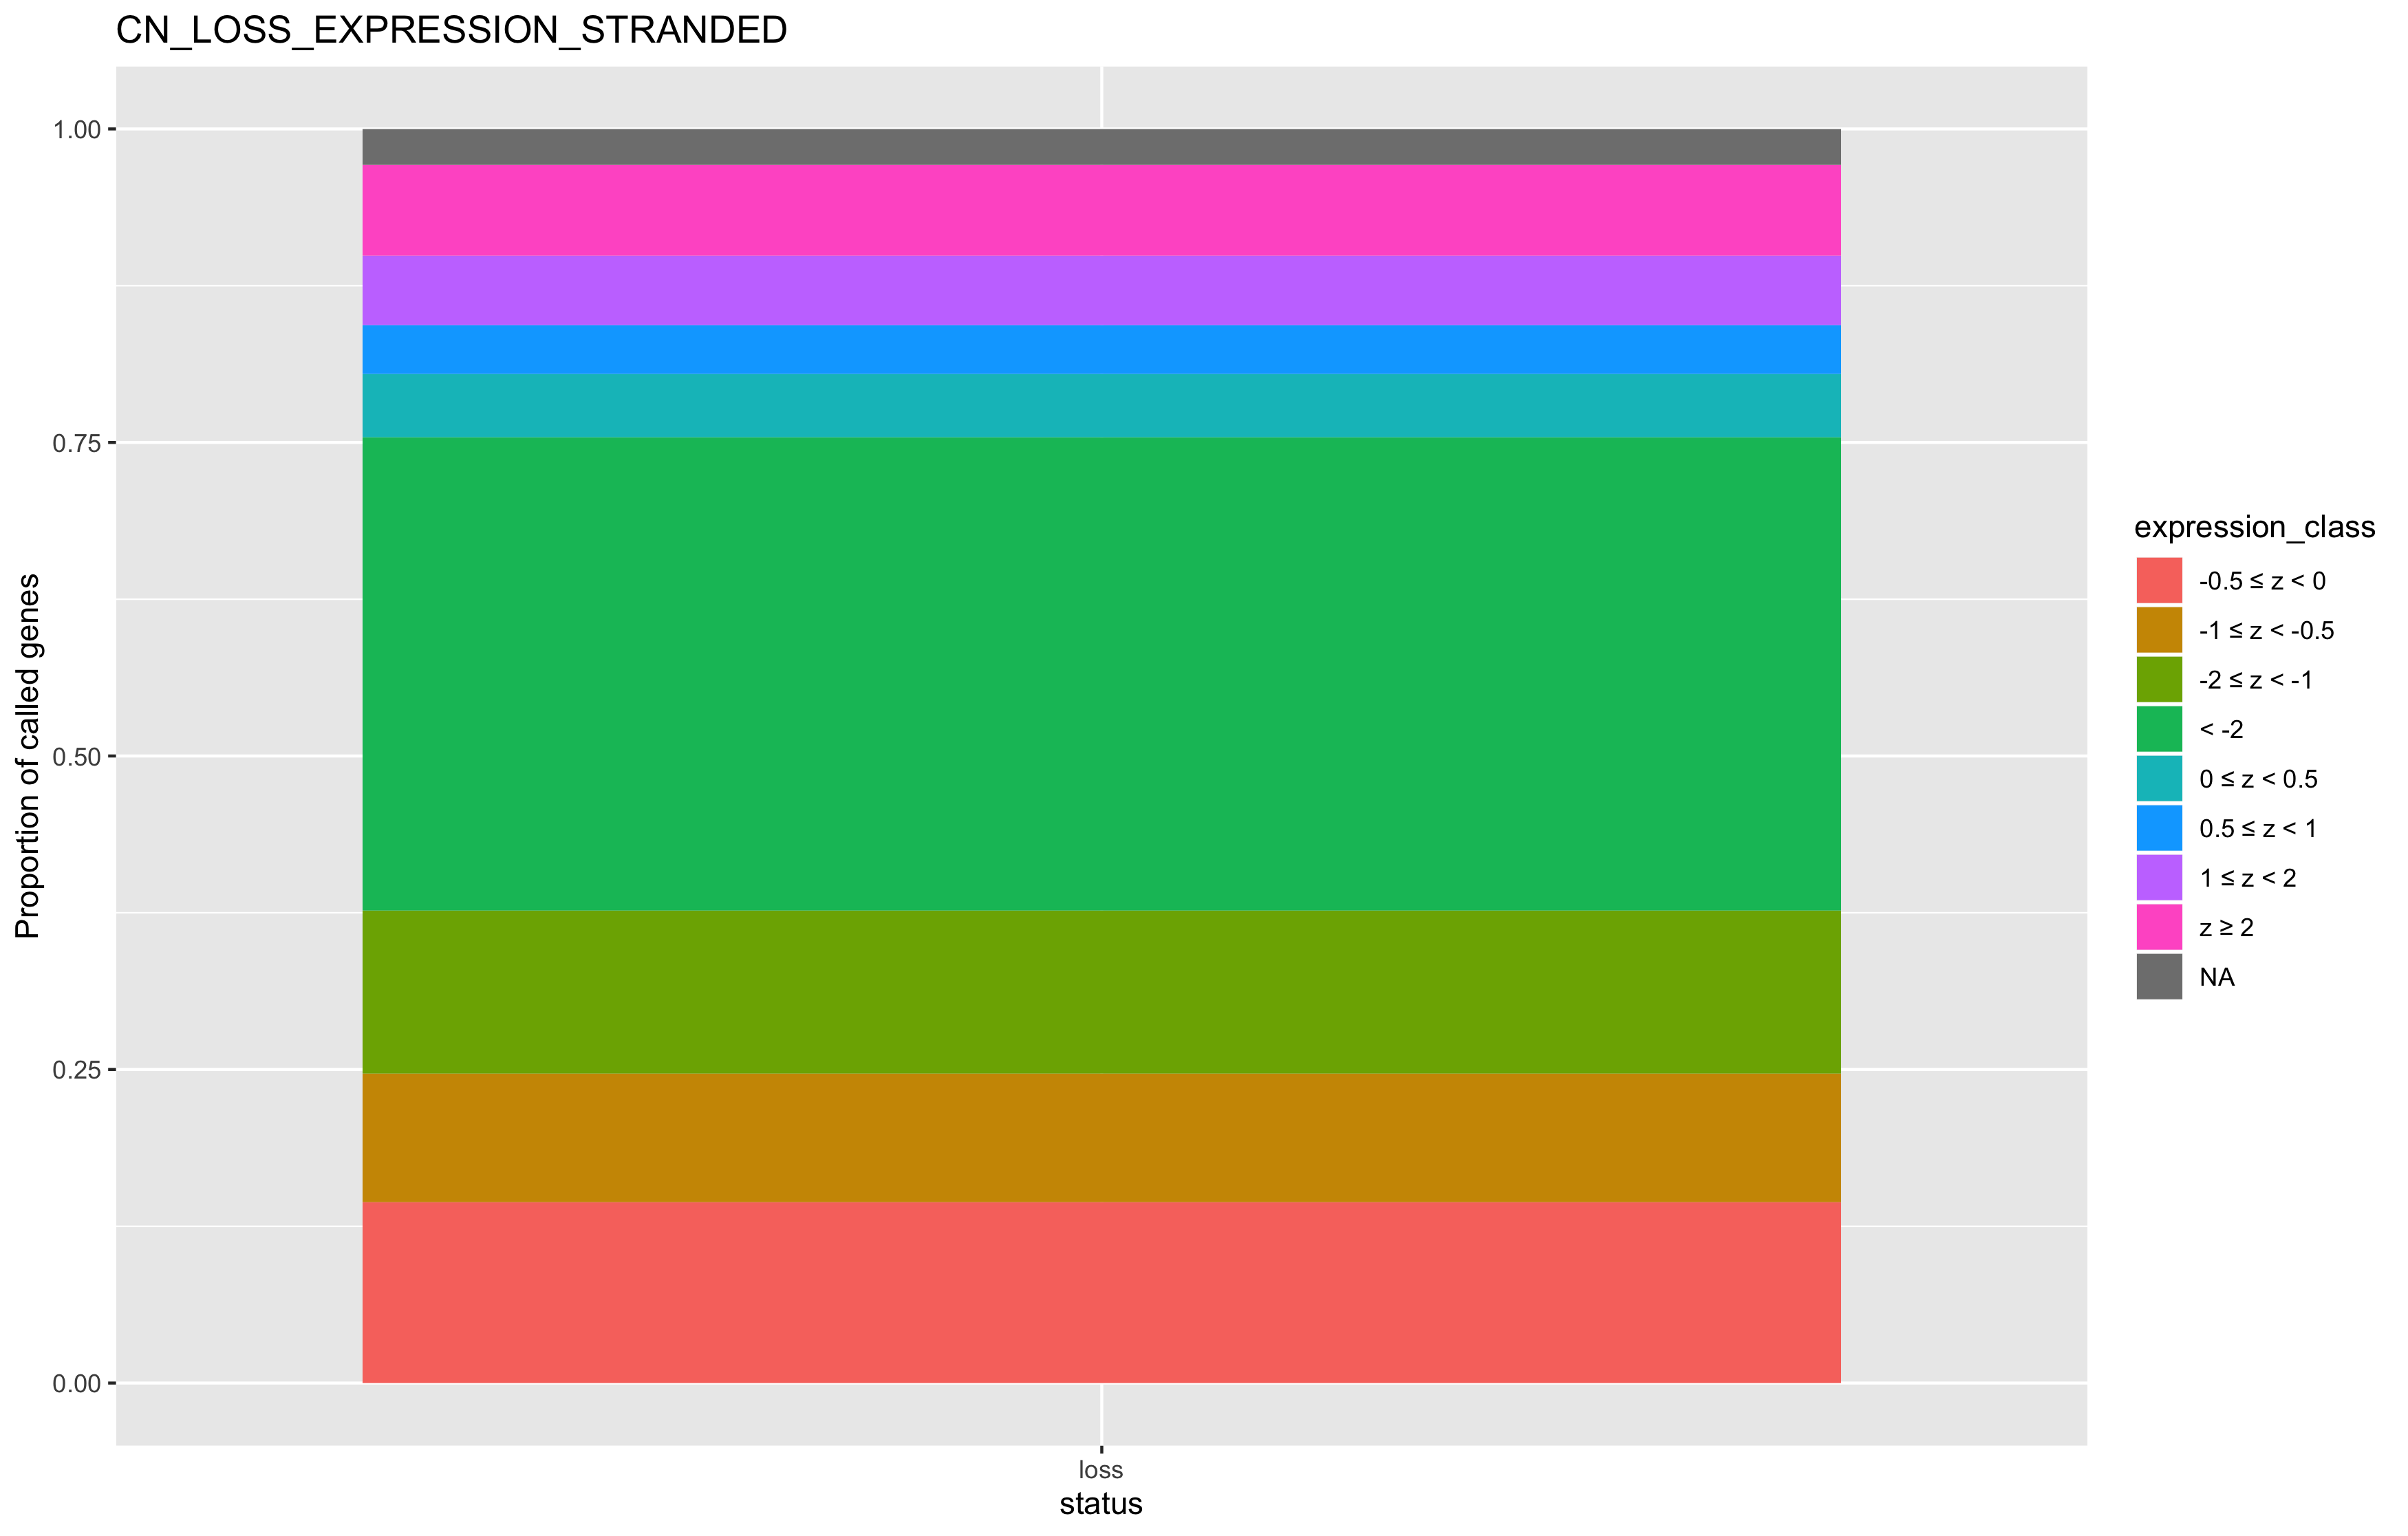 CN_LOSS_EXPRESSION_STRANDED
1.00
0.75
0.50
0.25
0.00
Proportion of called genes
loss
status
expression_class
-0.5 ≤ z < 0
-1 ≤ z < -0.5
-2 ≤ z < -1
< -2
0 ≤ z < 0.5
0.5 ≤ z < 1
1 ≤ z < 2
z ≥ 2
NA